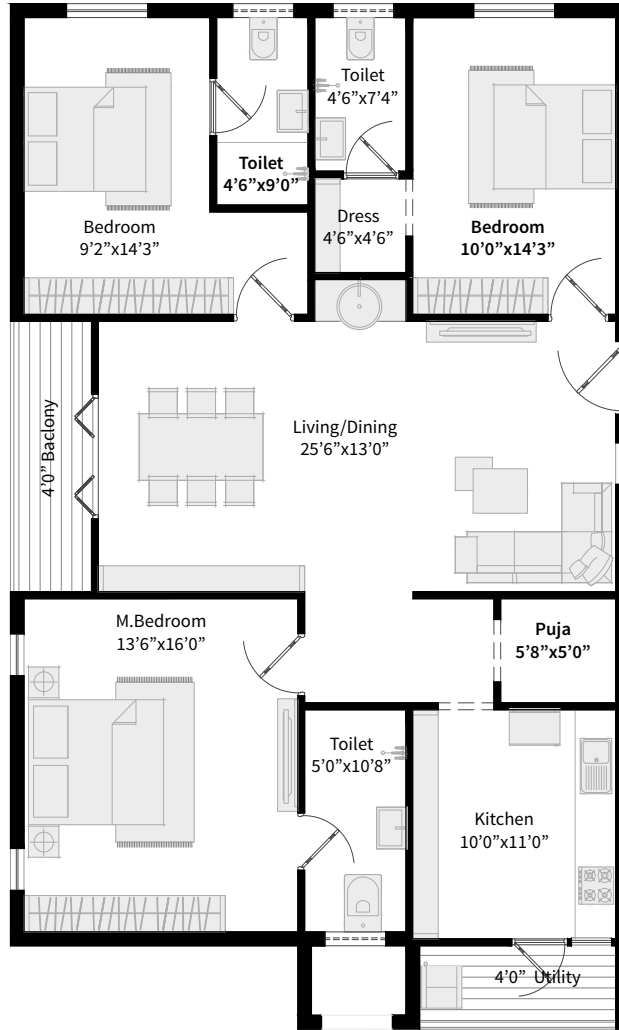 Toilet
4’6”x7’4”
Toilet
4’6”x9’0”
Bedroom
9’2”x14’3”
Dress
4’6”x4’6”
Bedroom
10’0”x14’3”
4’0” Baclony
Living/Dining
25’6”x13’0”
M.Bedroom
13’6”x16’0”
Puja
5’8”x5’0”
Toilet
5’0”x10’8”
Kitchen
10’0”x11’0”
4’0” Utility